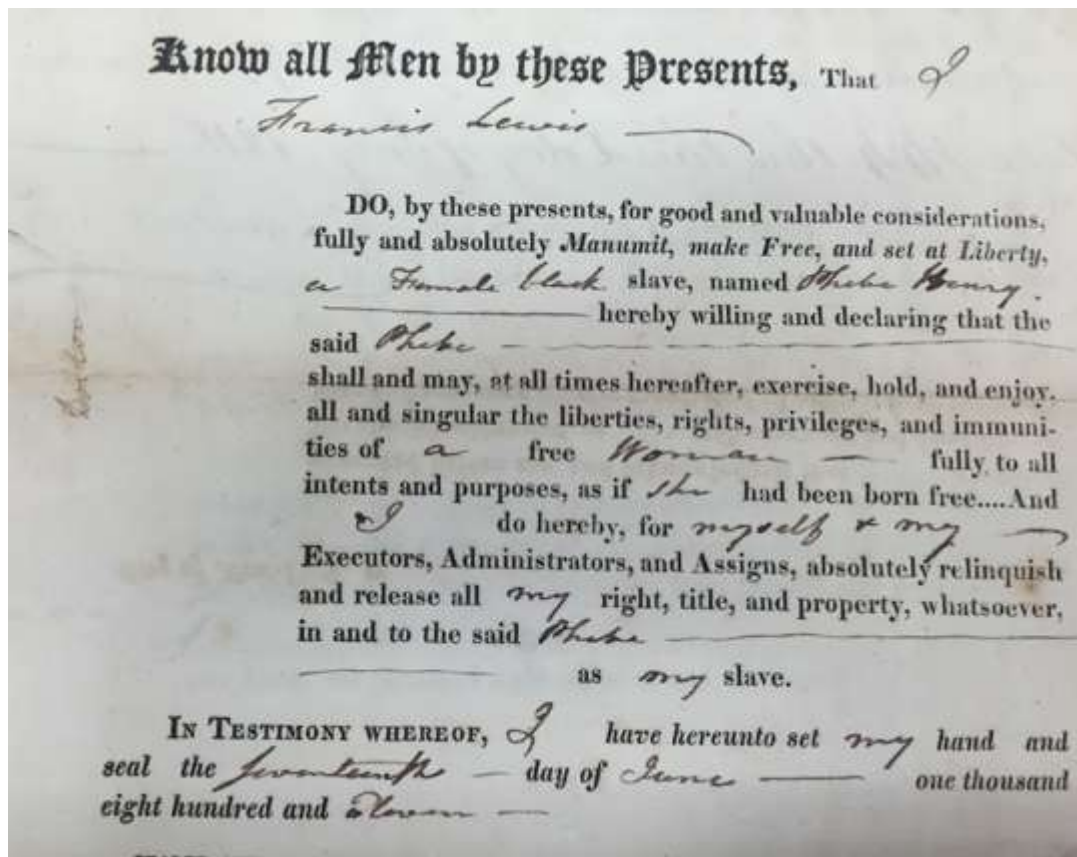 Know all Men by these Presents, That I
Francis Lewis
DO, by these presents, for good and valuable considerations,
fully and absolutely Manumit, make Free, and set at Liberty,
a Female black slave, named Phebe Henry.
hereby willing and declaring that the
said Phebe
shall and may, at all times hereafter, exercise, hold, and enjoy,
all and singular the liberties, rights, privileges, and immuni-
ties of a free Woman fully to all
intents and purposes, as if she had been born free....And
I do hereby, for myself & my
Executors, Administrators, and Assigns, absolutely relinquish
and release all my right, title, and property, whatsoever,
in and to the said Phebe
as my slave.
IN TESTIMONY WHEREOF, I have hereunto set my hand and
seal the seventeenth day of June one thousand
eight hundred and eleven